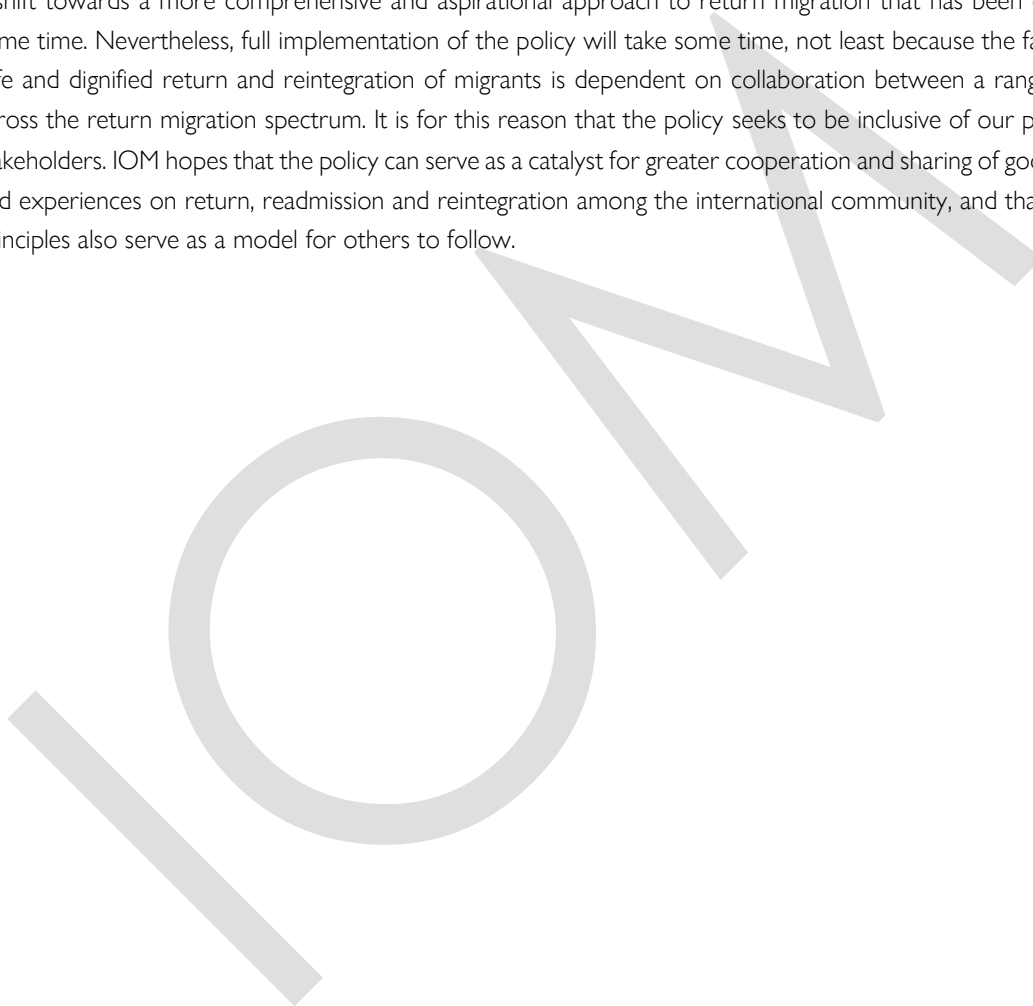 shift towards a more comprehensive and aspirational approach to return migration that has been
me time. Nevertheless, full implementation of the policy will take some time, not least because the
fe and dignified return and reintegration of migrants is dependent on collaboration between a
ross the return migration spectrum. It is for this reason that the policy seeks to be inclusive of our
akeholders. IOM hopes that the policy can serve as a catalyst for greater cooperation and sharing of
d experiences on return, readmission and reintegration among the international community, and
inciples also serve as a model for others to follow.
IOM